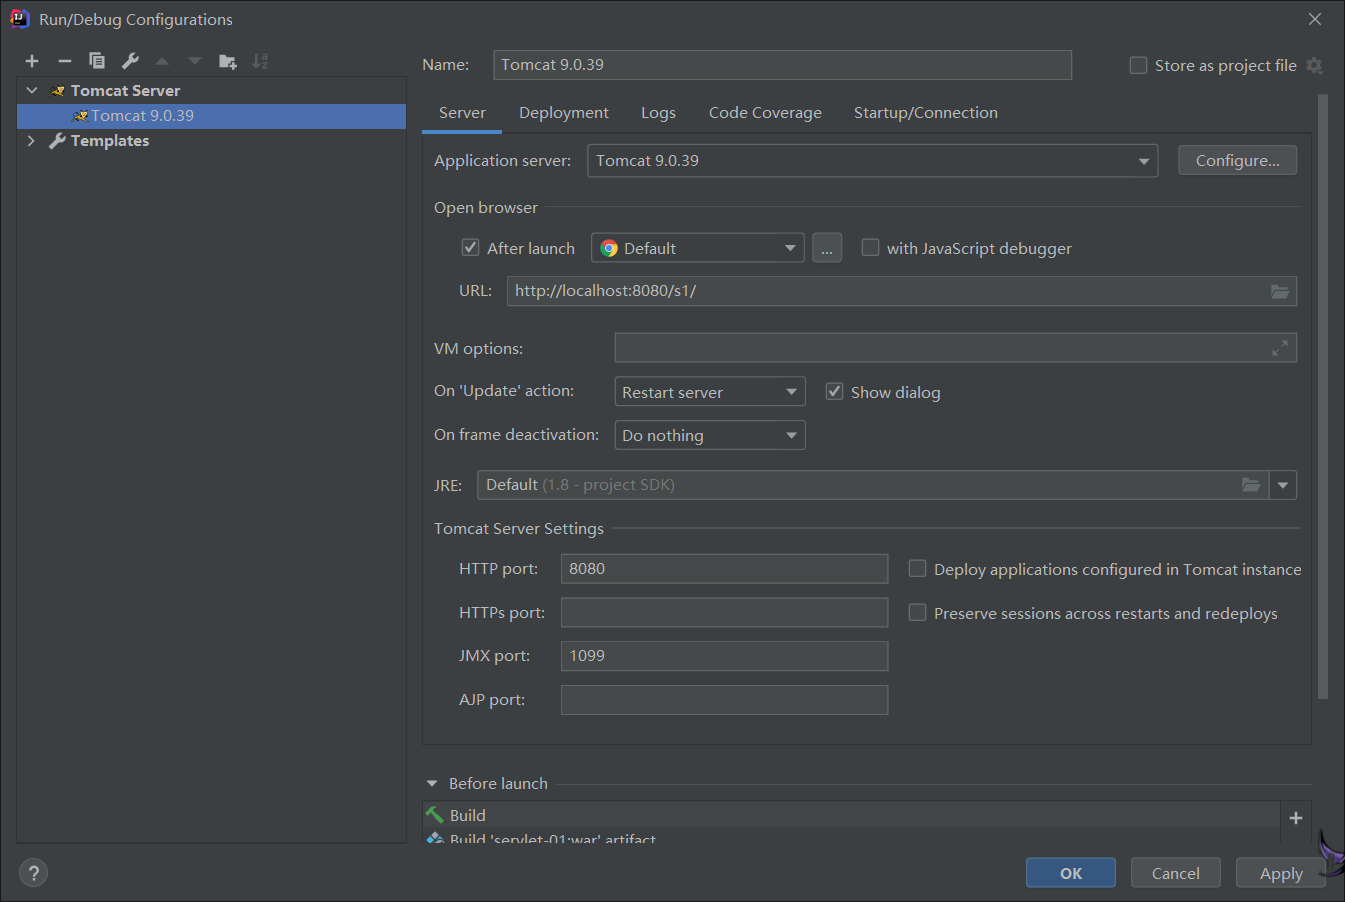 Run/Debug Configurations
Name: Tomcat 9.0.39 Store as project file
Tomcat Server
Tomcat 9.0.39
Templates
Server Deployment Logs Code Coverage Startup/Connection
Application server: Tomcat 9.0.39 Configure...
Open browser
After launch Default ... with JavaScript debugger
URL: http://localhost:8080/s1/
VM options:
On 'Update' action: Restart server Show dialog
On frame deactivation: Do nothing
JRE: Default (1.8 - project SDK)
Tomcat Server Settings
HTTP port: 8080 Deploy applications configured in Tomcat instance
HTTPs port: Preserve sessions across restarts and redeploys
JMX port: 1099
AJP port:
Before launch
Build
Build 'servlet-01:war' artifact
? OK Cancel Apply